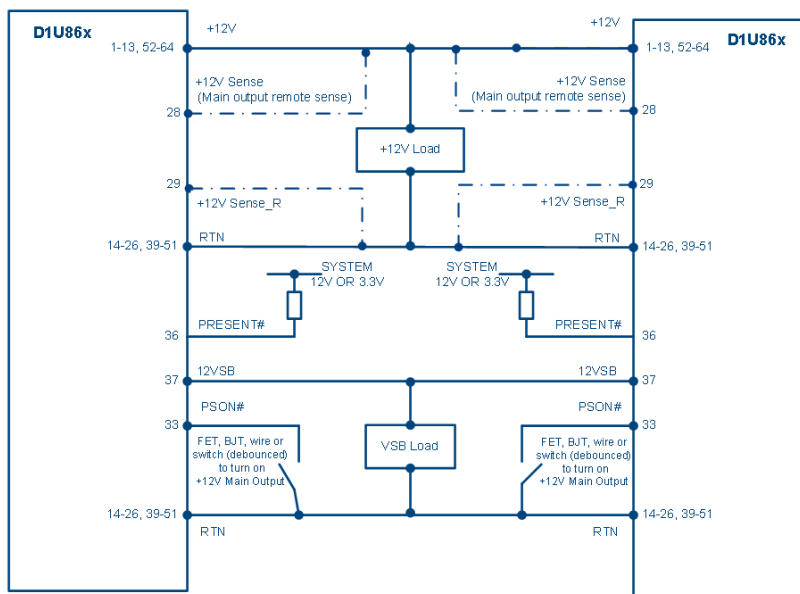 D1U86x
+12V
+12V
D1U86x
1-13, 52-64
1-13, 52-64
+12V Sense
(Main output remote sense)
+12V Sense
(Main output remote sense)
28
28
+12V Load
29
29
+12V Sense_R
+12V Sense_R
RTN
RTN
14-26, 39-51
14-26, 39-51
SYSTEM
12V OR 3.3V
SYSTEM
12V OR 3.3V
PRESENT#
PRESENT#
36
36
12VSB
12VSB
37
37
PSON#
PSON#
33
33
FET, BJT, wire or
switch (debounced)
to turn on
+12V Main Output
VSB Load
FET, BJT, wire or
switch (debounced)
to turn on
+12V Main Output
14-26, 39-51
14-26, 39-51
RTN
RTN